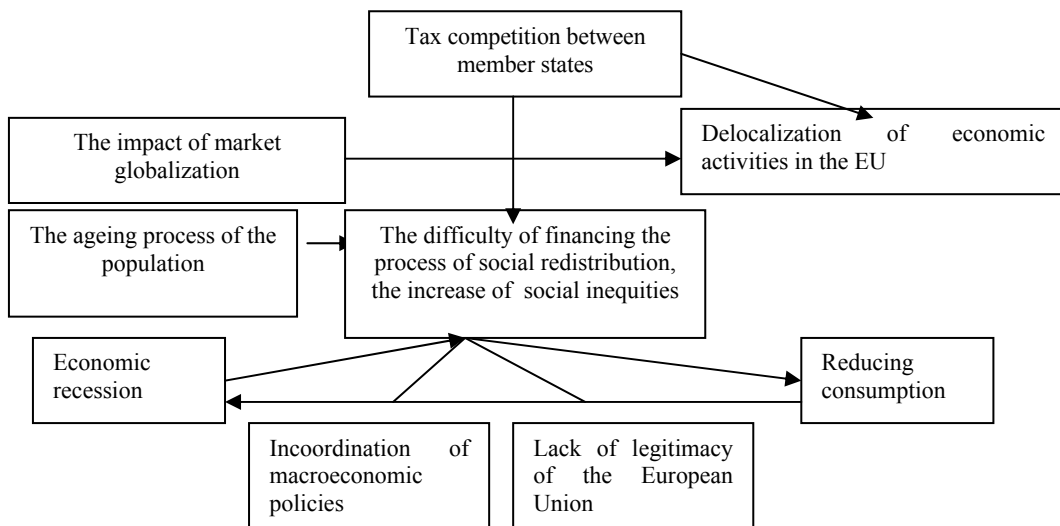 Tax competition between
member states
The impact of market
globalization
Delocalization of economic
activities in the EU
The ageing process of the
population
The difficulty of financing the
process of social redistribution,
the increase of social inequities
Economic
recession
Reducing
consumption
Incoordination of
macroeconomic
policies
Lack of legitimacy
of the European
Union